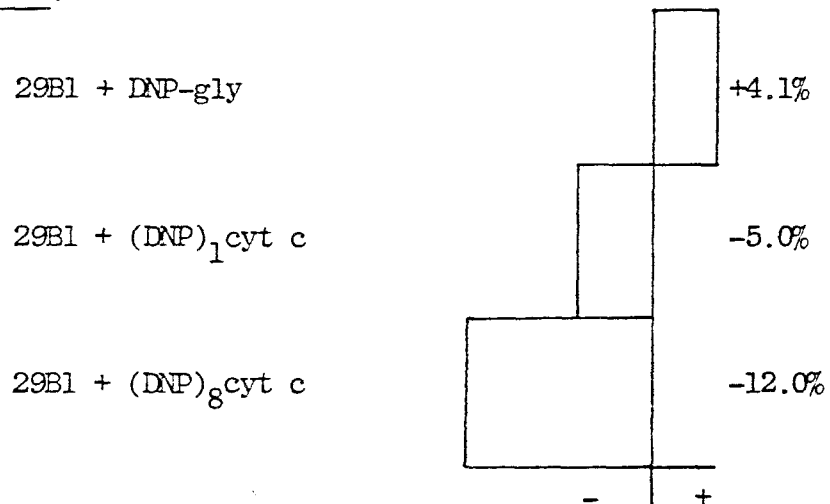 29B1 + DNP-gly +4.1%
29B1 + (DNP)₁cyt c -5.0%
29B1 + (DNP)₈cyt c -12.0%
- +